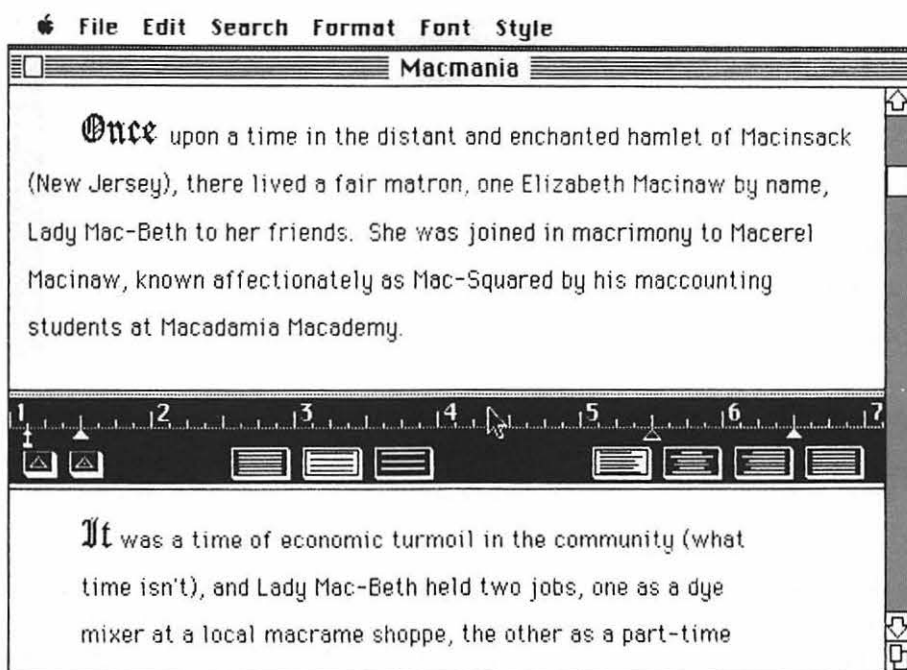 File Edit Search Format Font Style
Macmania
Once upon a time in the distant and enchanted hamlet of Macinsack
(New Jersey), there lived a fair matron, one Elizabeth Macinaw by name,
Lady Mac-Beth to her friends. She was joined in macrimony to Macerel
Macinaw, known affectionately as Mac-Squared by his maccounting
students at Macadamia Macademy.
1 2 3 4 5 6 7
It was a time of economic turmoil in the community (what
time isn't), and Lady Mac-Beth held two jobs, one as a dye
mixer at a local macrame shoppe, the other as a part-time